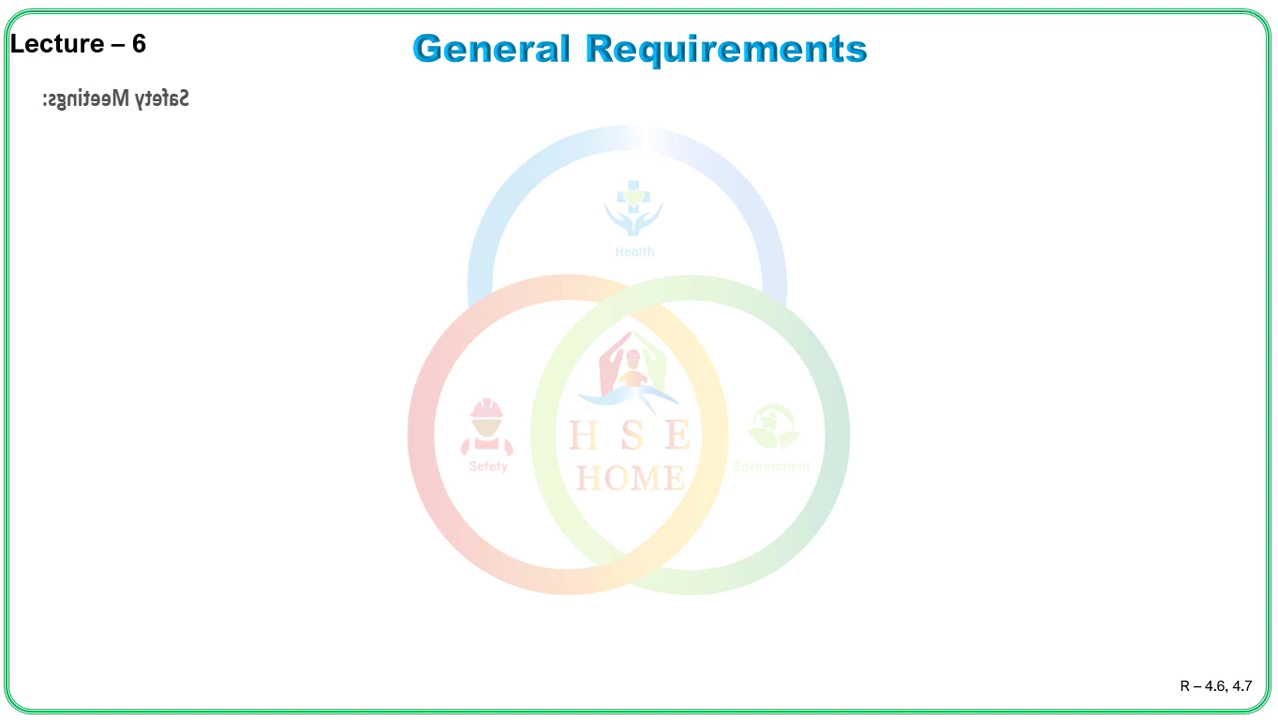 Lecture – 6
General Requirements
Safety Meetings:
Health
Safety
Environment
H S E
HOME
R – 4.6, 4.7